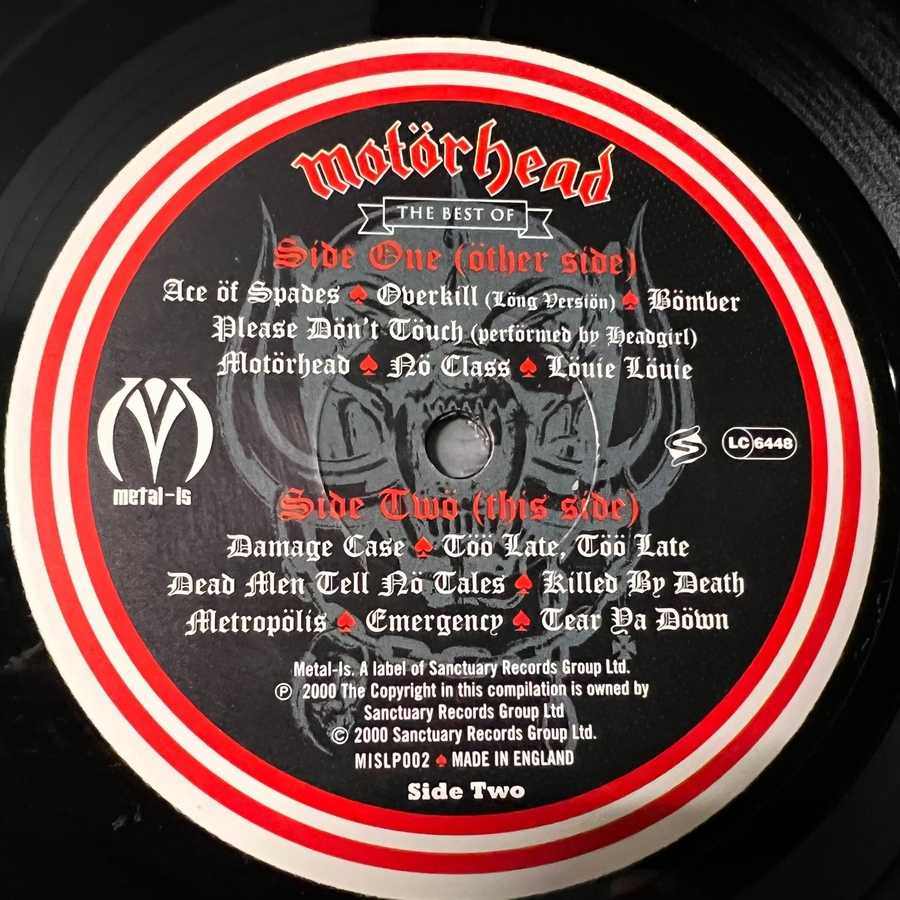 motörhead
THE BEST OF
Side One (öther side)
Ace öf Spades ♠ Overkill (Löng Versiön) ♠ Bömber
Please Dön't Töuch (perförmed by Headgirl)
Motörhead ♠ Nö Class ♠ Löuie Löuie
metal-is
LC 6448
Side Twö (this side)
Damage Case ♠ Töö Late, Töö Late
Dead Men Tell Nö Tales ♠ Killed By Death
Metropölis ♠ Emergency ♠ Tear Ya Döwn
Metal-Is. A label of Sanctuary Records Group Ltd.
℗ 2000 The Copyright in this compilation is owned by
Sanctuary Records Group Ltd
© 2000 Sanctuary Records Group Ltd.
MISLP002 ♠ MADE IN ENGLAND
Side Two